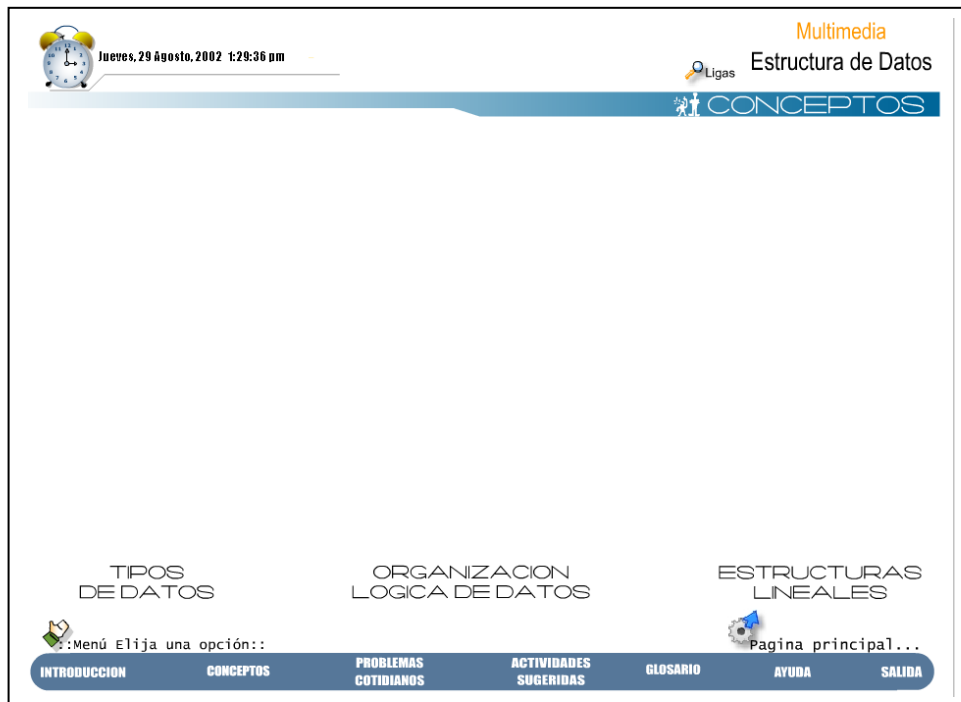 Jueves, 29 Agosto, 2002 1:29:36 pm
Multimedia
Ligas
Estructura de Datos
CONCEPTOS
TIPOS
DE DATOS
ORGANIZACION
LOGICA DE DATOS
ESTRUCTURAS
LINEALES
::Menú Elija una opción::
Pagina principal...
INTRODUCCION
CONCEPTOS
PROBLEMAS
COTIDIANOS
ACTIVIDADES
SUGERIDAS
GLOSARIO
AYUDA
SALIDA